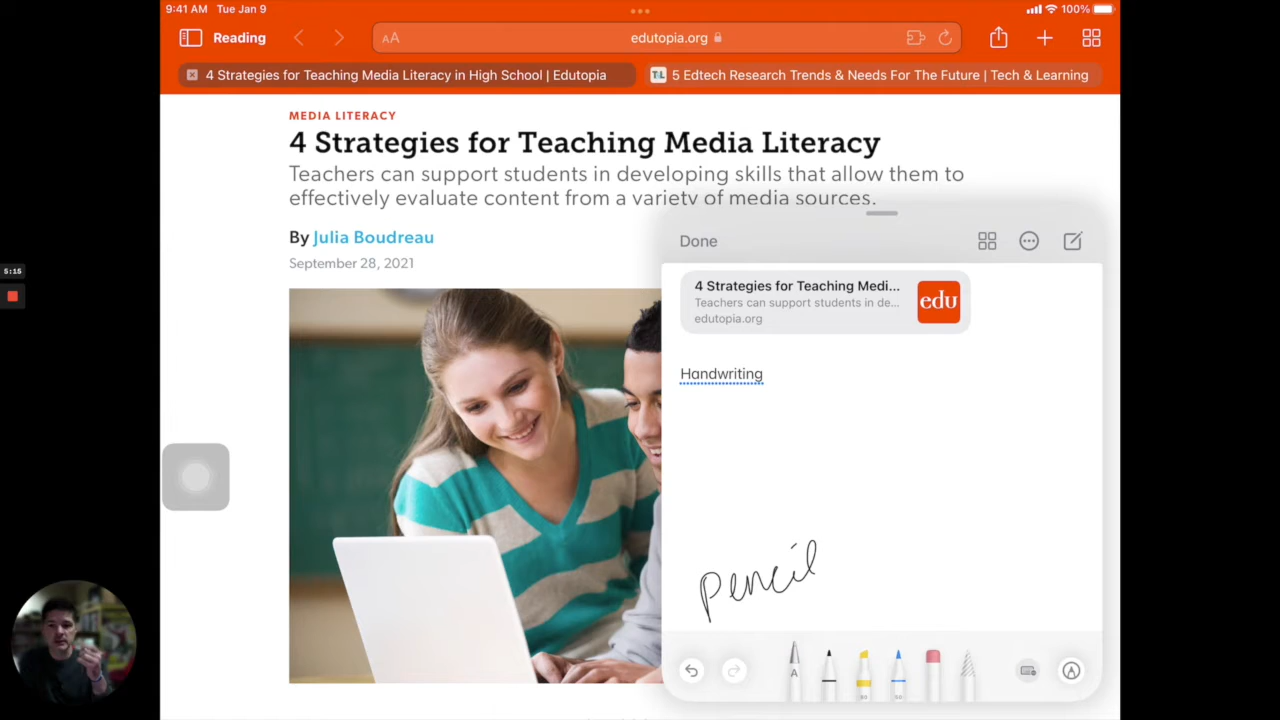 9:41 AM Tue Jan 9
100%
Reading
AA
edutopia.org
4 Strategies for Teaching Media Literacy in High School | Edutopia
T&L 5 Edtech Research Trends & Needs For The Future | Tech & Learning
MEDIA LITERACY
4 Strategies for Teaching Media Literacy
Teachers can support students in developing skills that allow them to
effectively evaluate content from a variety of media sources.
By Julia Boudreau
September 28, 2021
5:15
Done
4 Strategies for Teaching Medi...
Teachers can support students in de...
edutopia.org
edu
Handwriting
pencil
A